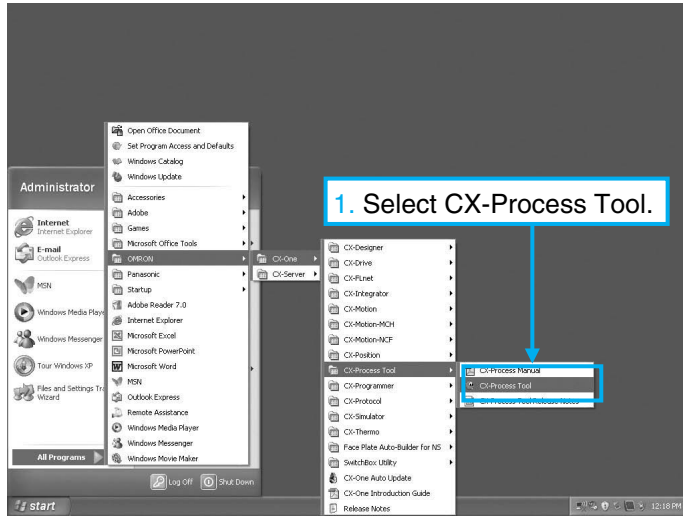 Administrator
Internet
Internet Explorer
E-mail
Outlook Express
MSN
Windows Media Playe
Windows Messenger
Tour Windows XP
Files and Settings Tra
Wizard
All Programs
Open Office Document
Set Program Access and Defaults
Windows Catalog
Windows Update
Accessories
Adobe
Games
Microsoft Office Tools
OMRON
Panasonic
Startup
Adobe Reader 7.0
Internet Explorer
Microsoft Excel
Microsoft PowerPoint
Microsoft Word
MSN
Outlook Express
Remote Assistance
Windows Media Player
Windows Messenger
Windows Movie Maker
Log Off
Shut Down
CX-One
CX-Server
1. Select CX-Process Tool.
CX-Designer
CX-Drive
CX-FLnet
CX-Integrator
CX-Motion
CX-Motion-MCH
CX-Motion-NCF
CX-Position
CX-Process Tool
CX-Programmer
CX-Protocol
CX-Simulator
CX-Thermo
Face Plate Auto-Builder for NS
SwitchBox Utility
CX-One Auto Update
CX-One Introduction Guide
Release Notes
CX-Process Manual
CX-Process Tool
CX-Process Tool Release Notes
start
12:18 PM